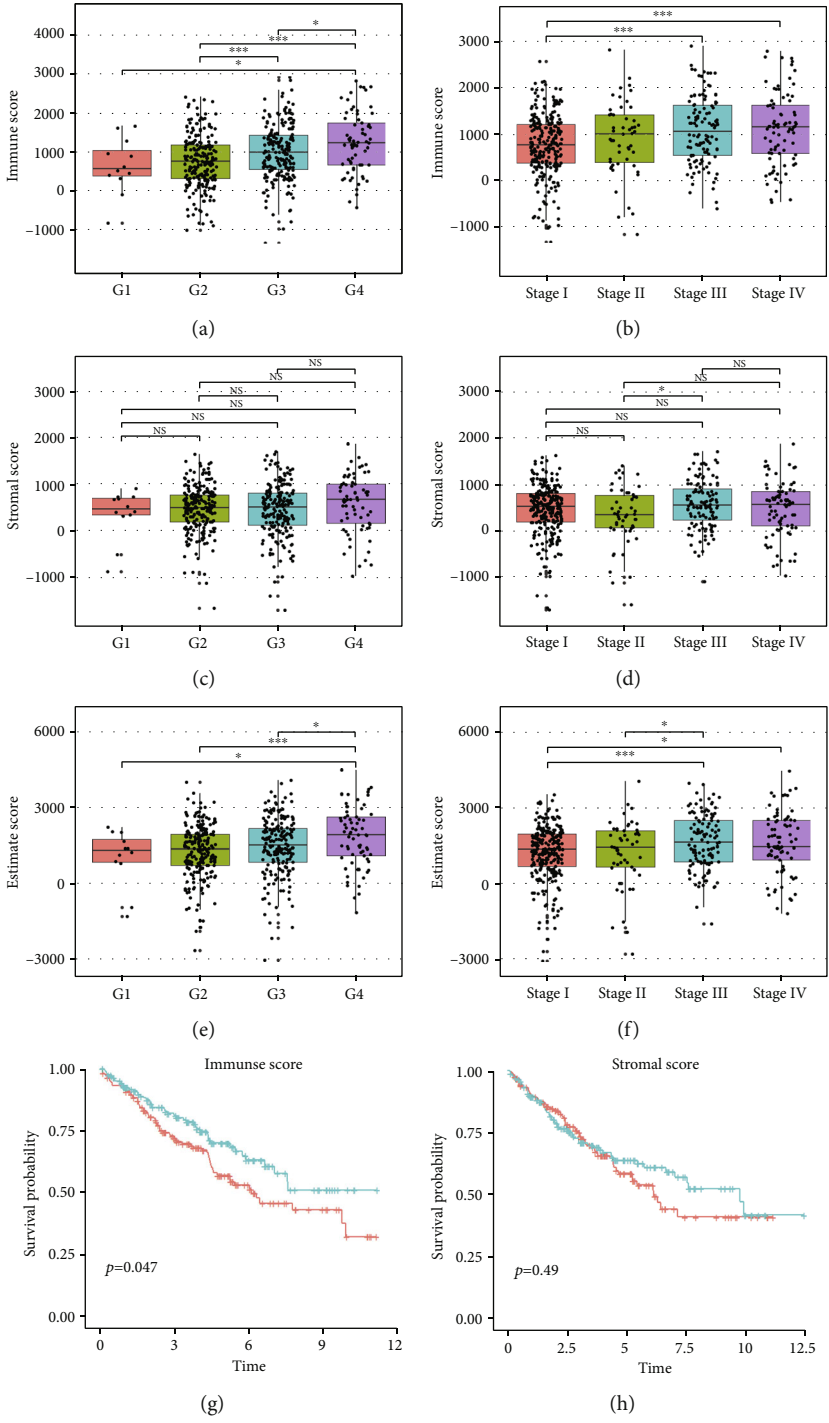 *
***
***
*
4000
3000
2000
1000
0
−1000
Immune score
G1 G2 G3 G4
(a)
***
***
3000
2000
1000
0
−1000
Immune score
Stage I Stage II Stage III Stage IV
(b)
NS
NS
NS
NS
NS
NS
3000
2000
1000
0
−1000
Stromal score
G1 G2 G3 G4
(c)
NS
NS
*
NS
NS
NS
3000
2000
1000
0
−1000
Stromal score
Stage I Stage II Stage III Stage IV
(d)
*
***
*
6000
3000
0
−3000
Estimate score
G1 G2 G3 G4
(e)
*
*
***
6000
3000
0
−3000
Estimate score
Stage I Stage II Stage III Stage IV
(f)
Immunse score
1.00
0.75
0.50
0.25
0.00
Survival probability
p=0.047
0 3 6 9 12
Time
(g)
Stromal score
1.00
0.75
0.50
0.25
0.00
Survival probability
p=0.49
0 2.5 5 7.5 10 12.5
Time
(h)